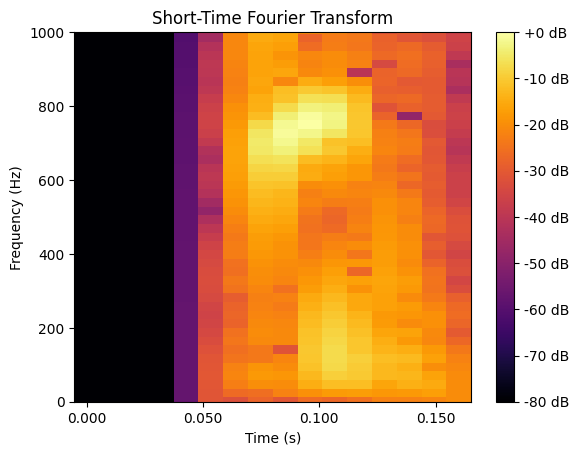 Short-Time Fourier Transform
1000
800
600
400
200
0
Frequency (Hz)
0.000
0.050
0.100
0.150
Time (s)
+0 dB
-10 dB
-20 dB
-30 dB
-40 dB
-50 dB
-60 dB
-70 dB
-80 dB